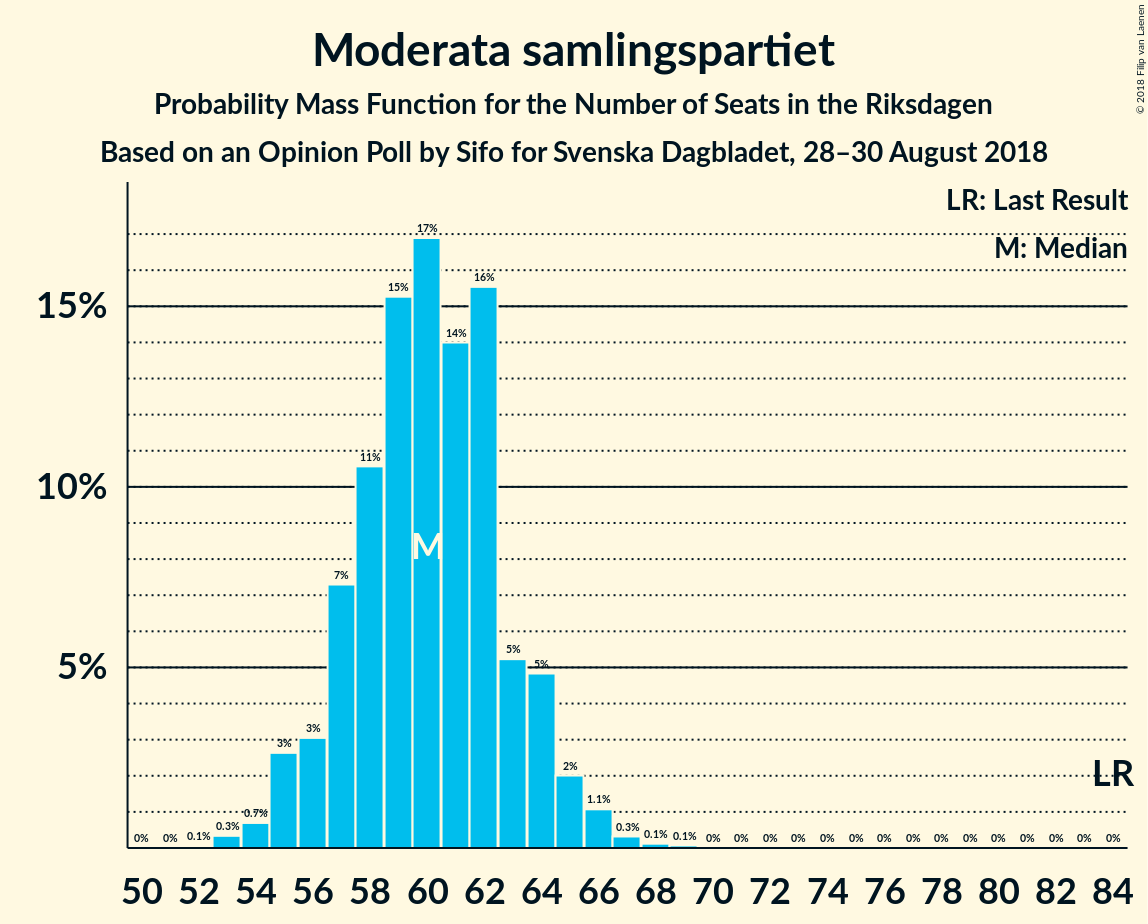 Moderata samlingspartiet
Probability Mass Function for the Number of Seats in the Riksdagen
Based on an Opinion Poll by Sifo for Svenska Dagbladet, 28–30 August 2018
© 2018 Filip van Laenen
LR: Last Result
M: Median
15%
10%
5%
0% 0% 0.1% 0.3% 0.7% 3% 3% 7% 11% 15% 17% 14% 16% 5% 5% 2% 1.1% 0.3% 0.1% 0.1% 0% 0% 0% 0% 0% 0% 0% 0% 0% 0% 0% 0% 0% 0% 0%
M
LR
50 52 54 56 58 60 62 64 66 68 70 72 74 76 78 80 82 84